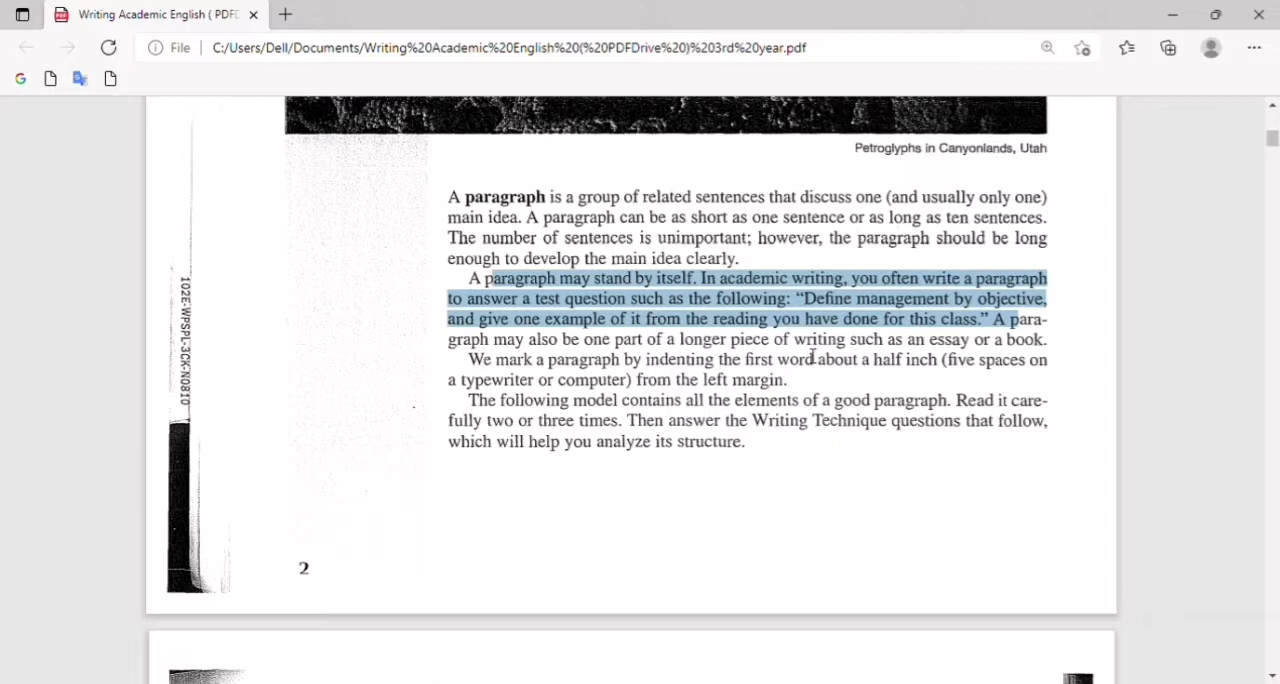 Writing Academic English ( PDFD
File
C:/Users/Dell/Documents/Writing%20Academic%20English%20(%20PDFDrive%20)%203rd%20year.pdf
Petroglyphs in Canyonlands, Utah
A paragraph is a group of related sentences that discuss one (and usually only one)
main idea. A paragraph can be as short as one sentence or as long as ten sentences.
The number of sentences is unimportant; however, the paragraph should be long
enough to develop the main idea clearly.
A paragraph may stand by itself. In academic writing, you often write a paragraph
to answer a test question such as the following: “Define management by objective,
and give one example of it from the reading you have done for this class.” A para-
graph may also be one part of a longer piece of writing such as an essay or a book.
We mark a paragraph by indenting the first word about a half inch (five spaces on
a typewriter or computer) from the left margin.
The following model contains all the elements of a good paragraph. Read it care-
fully two or three times. Then answer the Writing Technique questions that follow,
which will help you analyze its structure.
102E-WPSPL-3CK-N0810
2